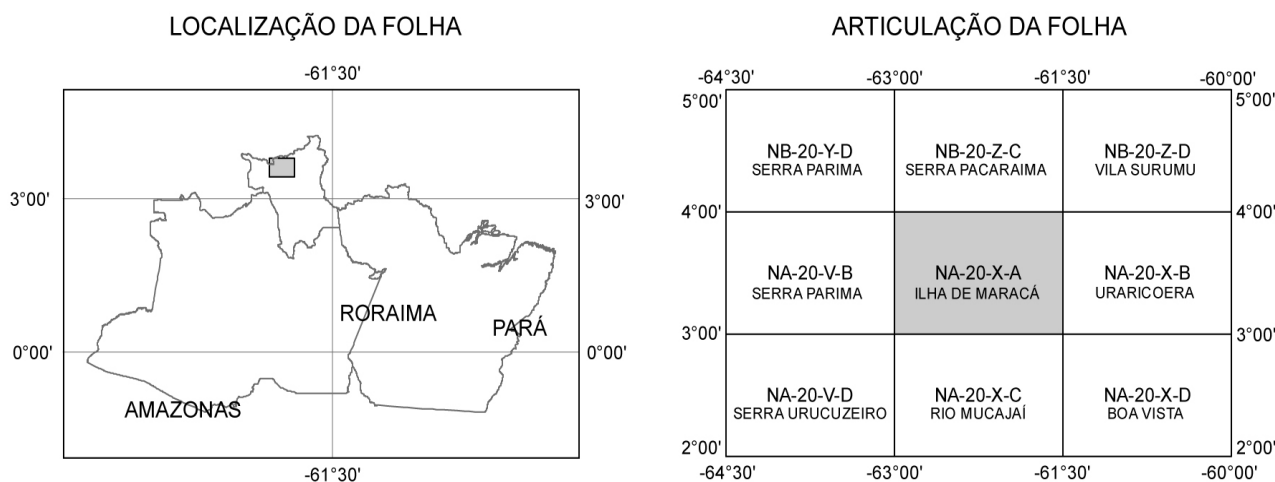 LOCALIZAÇÃO DA FOLHA
-61°30'
3°00'
3°00'
RORAIMA
PARÁ
0°00'
0°00'
AMAZONAS
-61°30'
ARTICULAÇÃO DA FOLHA
-64°30' -63°00' -61°30' -60°00'
5°00' 5°00'
NB-20-Y-D NB-20-Z-C NB-20-Z-D
SERRA PARIMA SERRA PACARAIMA VILA SURUMU
4°00' 4°00'
NA-20-V-B NA-20-X-A NA-20-X-B
SERRA PARIMA ILHA DE MARACÁ URARICOERA
3°00' 3°00'
NA-20-V-D NA-20-X-C NA-20-X-D
SERRA URUCUZEIRO RIO MUCAJAÍ BOA VISTA
2°00' 2°00'
-64°30' -63°00' -61°30' -60°00'